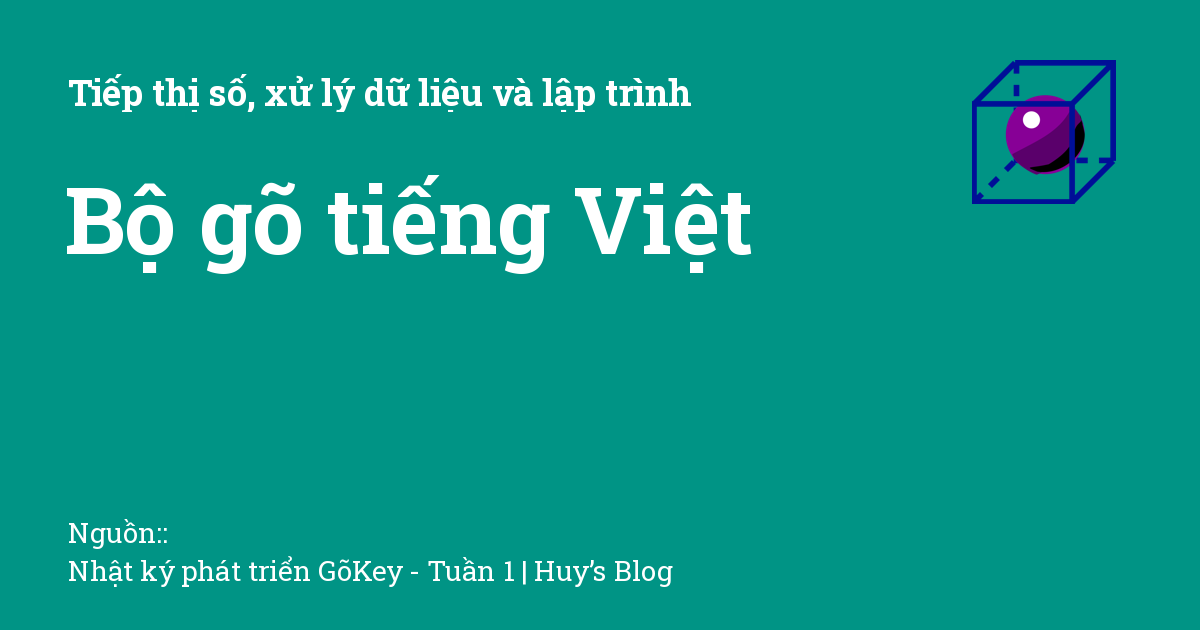 Tiếp thị số, xử lý dữ liệu và lập trình
Bộ gõ tiếng Việt
Nguồn::
Nhật ký phát triển GõKey - Tuần 1 | Huy’s Blog